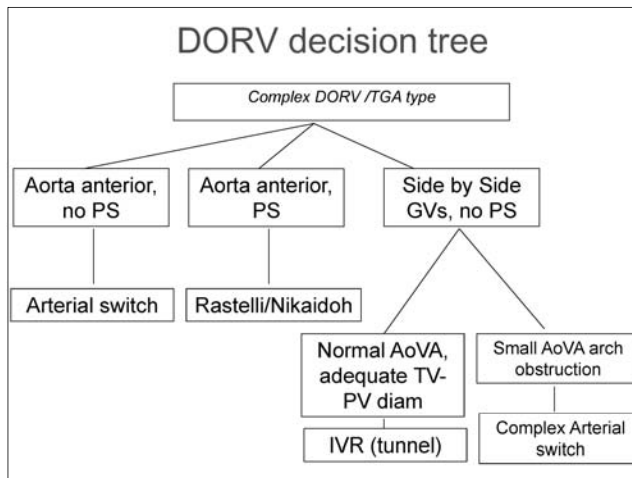 DORV decision tree
Complex DORV /TGA type
Aorta anterior,
no PS
Aorta anterior,
PS
Side by Side
GVs, no PS
Arterial switch
Rastelli/Nikaidoh
Normal AoVA,
adequate TV-
PV diam
Small AoVA arch
obstruction
IVR (tunnel)
Complex Arterial
switch